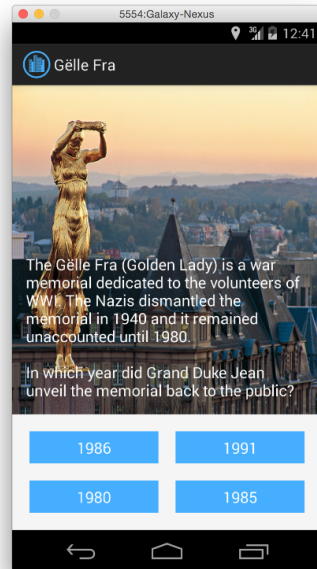 5554:Galaxy-Nexus
3G 12:41
Gëlle Fra
The Gëlle Fra (Golden Lady) is a war
memorial dedicated to the volunteers of
WWI. The Nazis dismantled the
memorial in 1940 and it remained
unaccounted until 1980.
In which year did Grand Duke Jean
unveil the memorial back to the public?
1986 1991
1980 1985